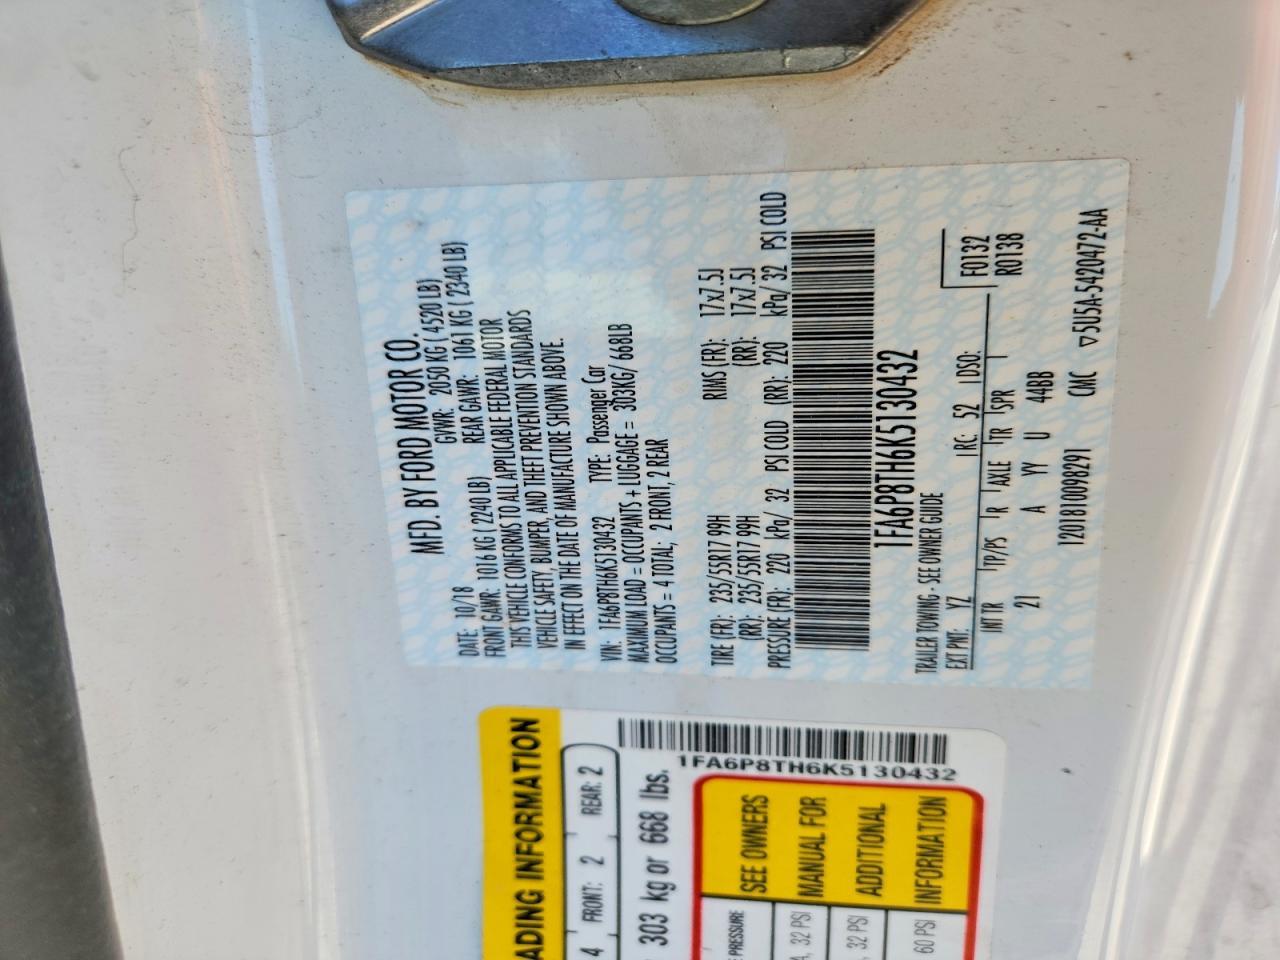 MFD. BY FORD MOTOR CO.
DATE: 10/18 GVWR: 2050 KG ( 4520 LB)
FRONT GAWR: 1016 KG ( 2240 LB) REAR GAWR: 1061 KG ( 2340 LB)
THIS VEHICLE CONFORMS TO ALL APPLICABLE FEDERAL MOTOR
VEHICLE SAFETY, BUMPER, AND THEFT PREVENTION STANDARDS
IN EFFECT ON THE DATE OF MANUFACTURE SHOWN ABOVE.
VIN: 1FA6P8TH6K5130432 TYPE: Passenger Car
MAXIMUM LOAD = OCCUPANTS + LUGGAGE = 303KG/ 668LB
OCCUPANTS = 4 TOTAL, 2 FRONT, 2 REAR
TIRE (FR): 235/55R17 99H RIMS (FR): 17x7.5J
(RR): 235/55R17 99H (RR): 17x7.5J
PRESSURE (FR): 220 kPa/ 32 PSI COLD (RR): 220 kPa/ 32 PSI COLD
1FA6P8TH6K5130432
TRAILER TOWING - SEE OWNER GUIDE
EXT PNT: YZ RC: 52 DSO: F0132
R0138
INT TR TP/PS R AXLE TR SPR
21 A YY U 44BB
1201810098291 CMC ▽5U5A-5420472-AA
ADING INFORMATION
4 FRONT: 2 REAR: 2
303 kg or 668 lbs.
1FA6P8TH6K5130432
E PRESSURE
A, 32 PSI
, 32 PSI
, 60 PSI
SEE OWNERS
MANUAL FOR
ADDITIONAL
INFORMATION